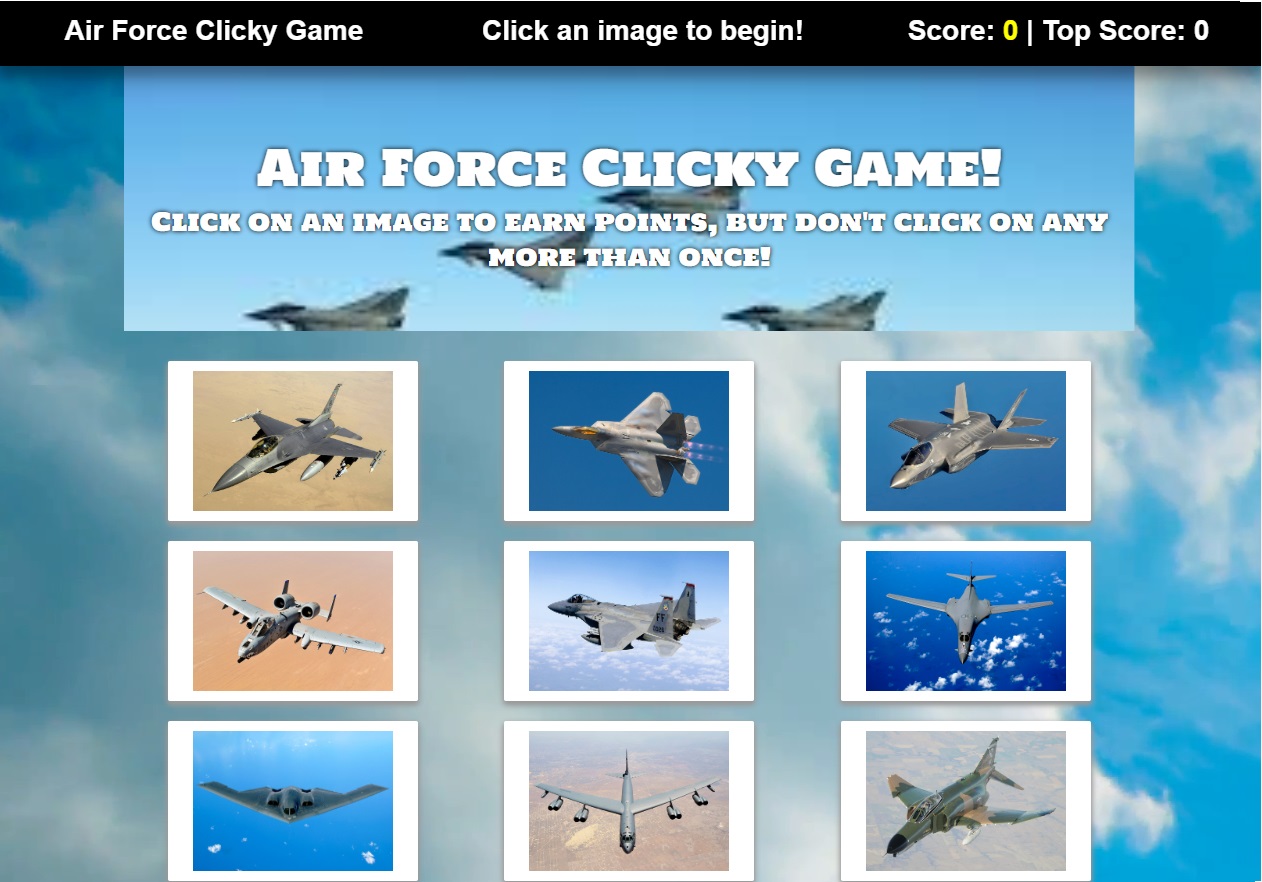 Air Force Clicky Game
Click an image to begin!
Score: 0 | Top Score: 0
Air Force Clicky Game!
Click on an image to earn points, but don't click on any
more than once!
FF